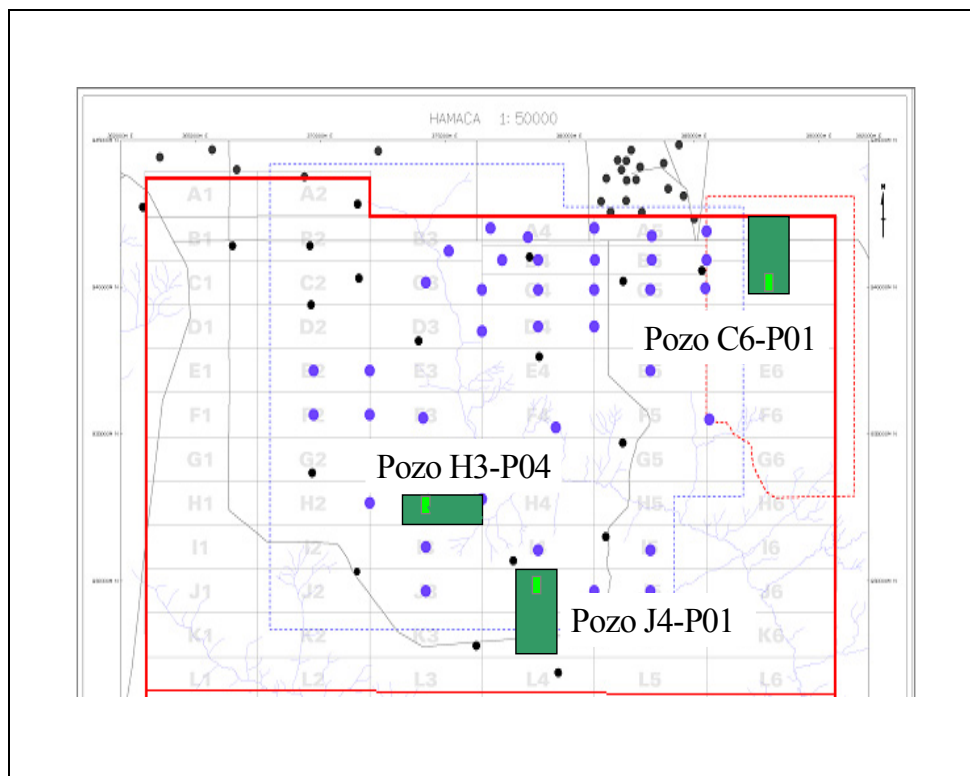 HAMACA 1: 50000
A1 A2
B1 B2 B3 A4 A5
C1 C2 C3 C4 C5
D1 D2 D3 D4
Pozo C6-P01
E1 E2 E3 E4 E5 E6
F1 F2 F3 F4 F5 F6
G1 G2 G5 G6
Pozo H3-P04
H1 H2 H4 H5 H6
I1 I2 I3 I4 I6
J1 J2 J3 J6
Pozo J4-P01
K1 K3 K6
L1 L2 L3 L4 L5 L6